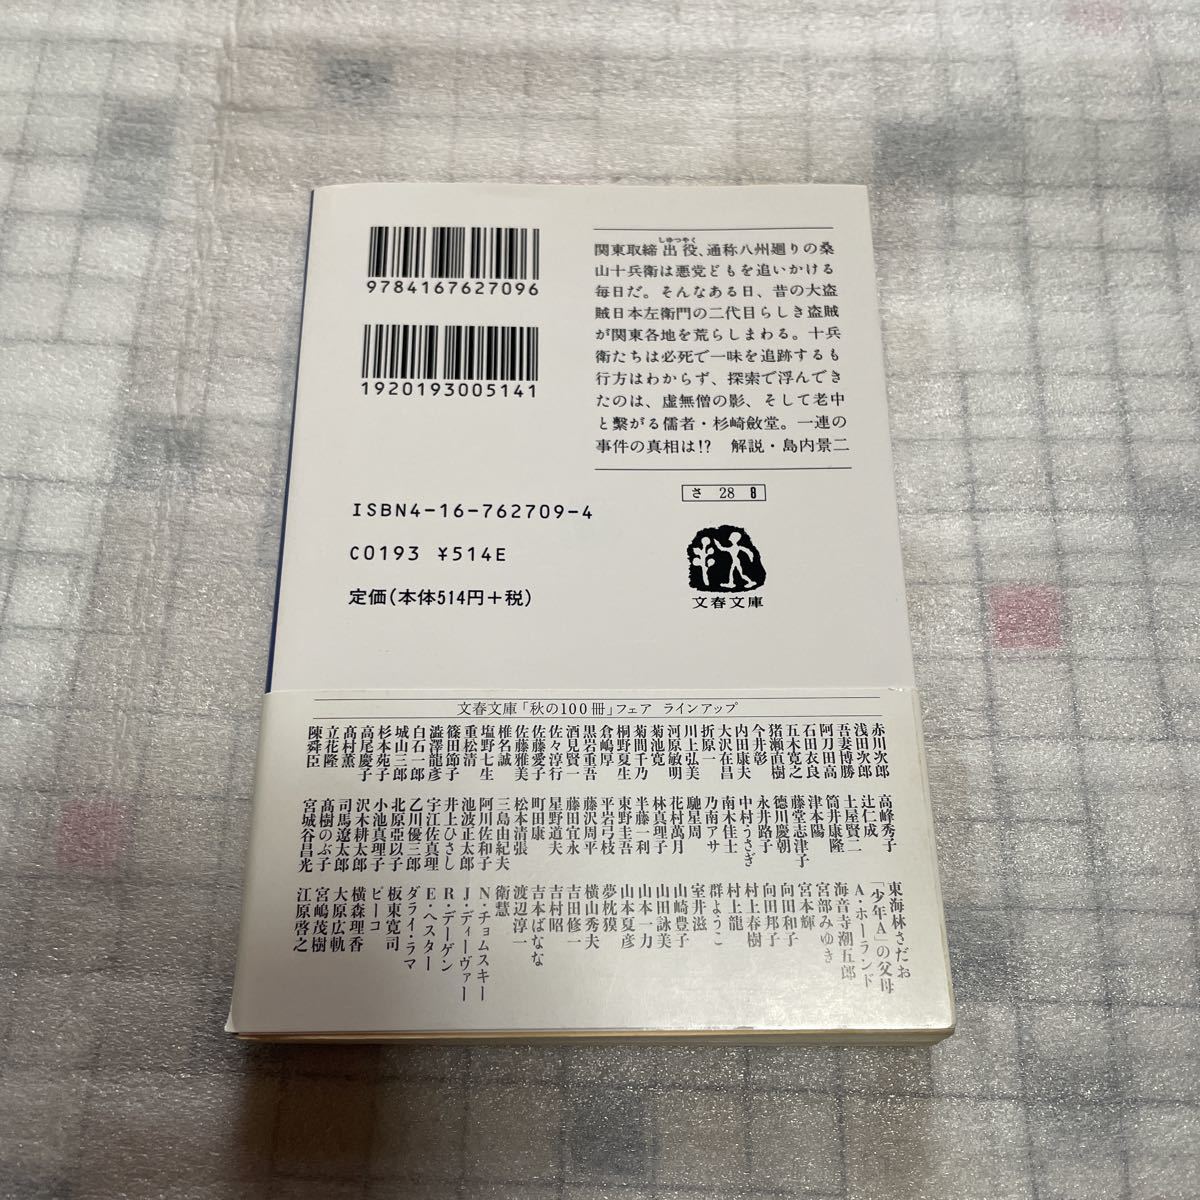 9784167627096
1920193005141
関東取締出役、通称八州廻りの桑
しゆつやく
山十兵衛は悪党どもを追いかける
毎日だ。そんなある日、昔の大盗
賊日本左衛門の二代目らしき盗賊
が関東各地を荒らしまわる。十兵
衛たちは必死で一味を追跡するも
行方はわからず、探索で浮んでき
たのは、虚無僧の影、そして老中
と繫がる儒者・杉崎斂堂。一連の
事件の真相は!?　解説・島内景二
ISBN4-16-762709-4
C0193 ¥514E
定価(本体514円+税)
さ 28 8
文春文庫
文春文庫「秋の100冊」フェア ラインアップ
赤川次郎
浅田次郎
吾妻博勝
阿刀田高
石田衣良
五木寛之
猪瀬直樹
今井彰
内田康夫
大沢在昌
折原一
川上弘美
河原敏明
菊池寛
菊間千乃
桐野夏生
倉嶋厚
黒岩重吾
酒見賢一
佐々淳行
佐藤愛子
佐藤雅美
椎名誠
塩野七生
重松清
篠田節子
澁澤龍彦
白石一郎
城山三郎
杉本苑子
高尾慶子
髙村薫
立花隆
陳舜臣
高峰秀子
辻仁成
土屋賢二
筒井康隆
津本陽
藤堂志津子
徳川慶朝
永井路子
中村うさぎ
南木佳士
乃南アサ
馳星周
花村萬月
林真理子
半藤一利
東野圭吾
平岩弓枝
藤沢周平
藤田宜永
星野道夫
町田康
松本清張
三島由紀夫
阿川佐和子
池波正太郎
井上ひさし
宇江佐真理
乙川優三郎
北原亞以子
小池真理子
沢木耕太郎
司馬遼太郎
髙樹のぶ子
宮城谷昌光
東海林さだお
「少年A」の父母
A・ホーランド
海音寺潮五郎
宮部みゆき
宮本輝
向田和子
向田邦子
村上春樹
村上龍
群ようこ
室井滋
山崎豊子
山田詠美
山本一力
山本夏彦
夢枕獏
横山秀夫
吉田修一
吉村昭
吉本ばなな
渡辺淳一
衛慧
N・チョムスキー
J・ディーヴァー
R・デーゲン
E・ヘスター
ダライ・ラマ
板東寛司
ピーコ
横森理香
大原広軌
宮嶋茂樹
江原啓之